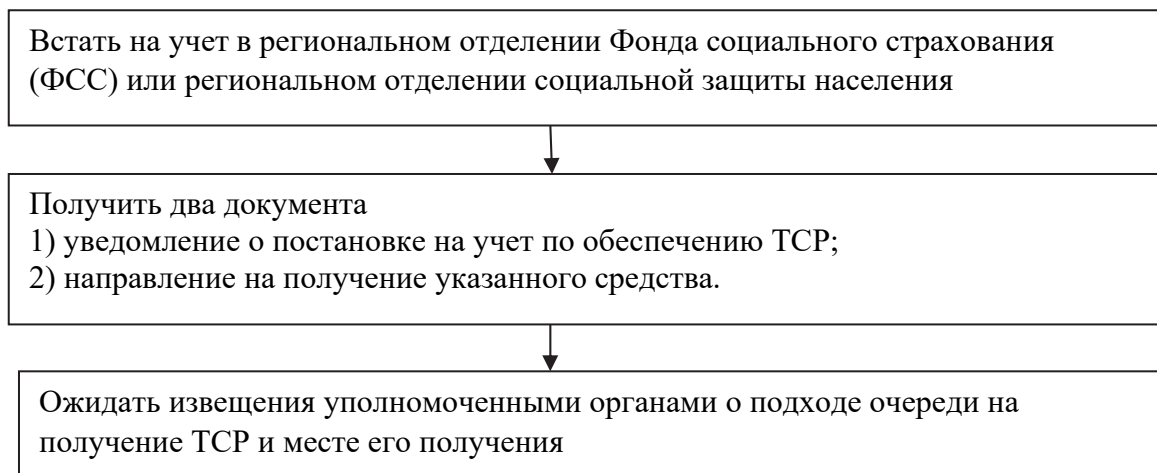 Встать на учет в региональном отделении Фонда социального страхования
(ФСС) или региональном отделении социальной защиты населения
Получить два документа
1) уведомление о постановке на учет по обеспечению ТСР;
2) направление на получение указанного средства.
Ожидать извещения уполномоченными органами о подходе очереди на
получение ТСР и месте его получения